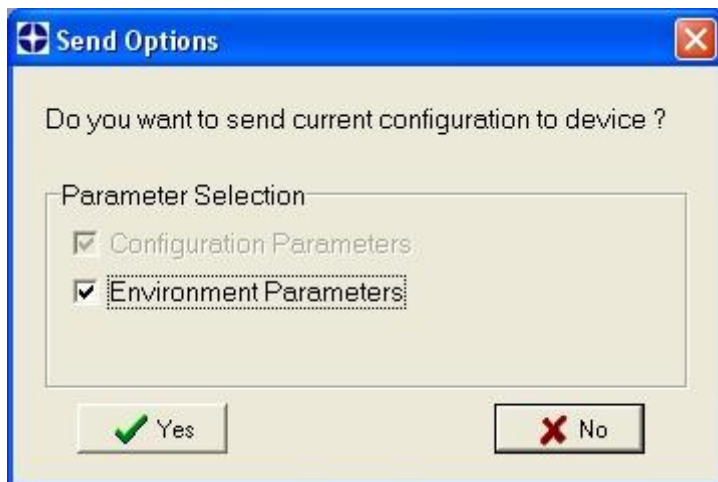 Send Options
Do you want to send current configuration to device ?
Parameter Selection
Configuration Parameters
Environment Parameters
Yes
No